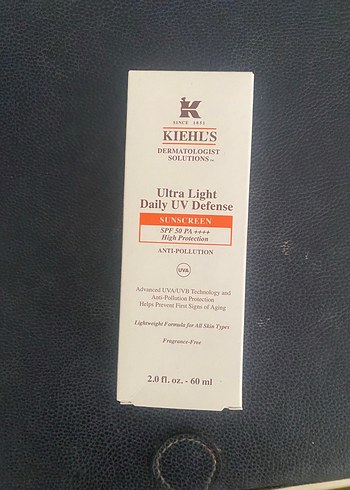 K
SINCE 1851
KIEHL'S
DERMATOLOGIST
SOLUTIONS™
Ultra Light
Daily UV Defense
SUNSCREEN
SPF 50 PA ++++
High Protection
ANTI-POLLUTION
UVA
Advanced UVA/UVB Technology and
Anti-Pollution Protection
Helps Prevent First Signs of Aging
Lightweight Formula for All Skin Types
Fragrance-Free
2.0 fl. oz. - 60 ml